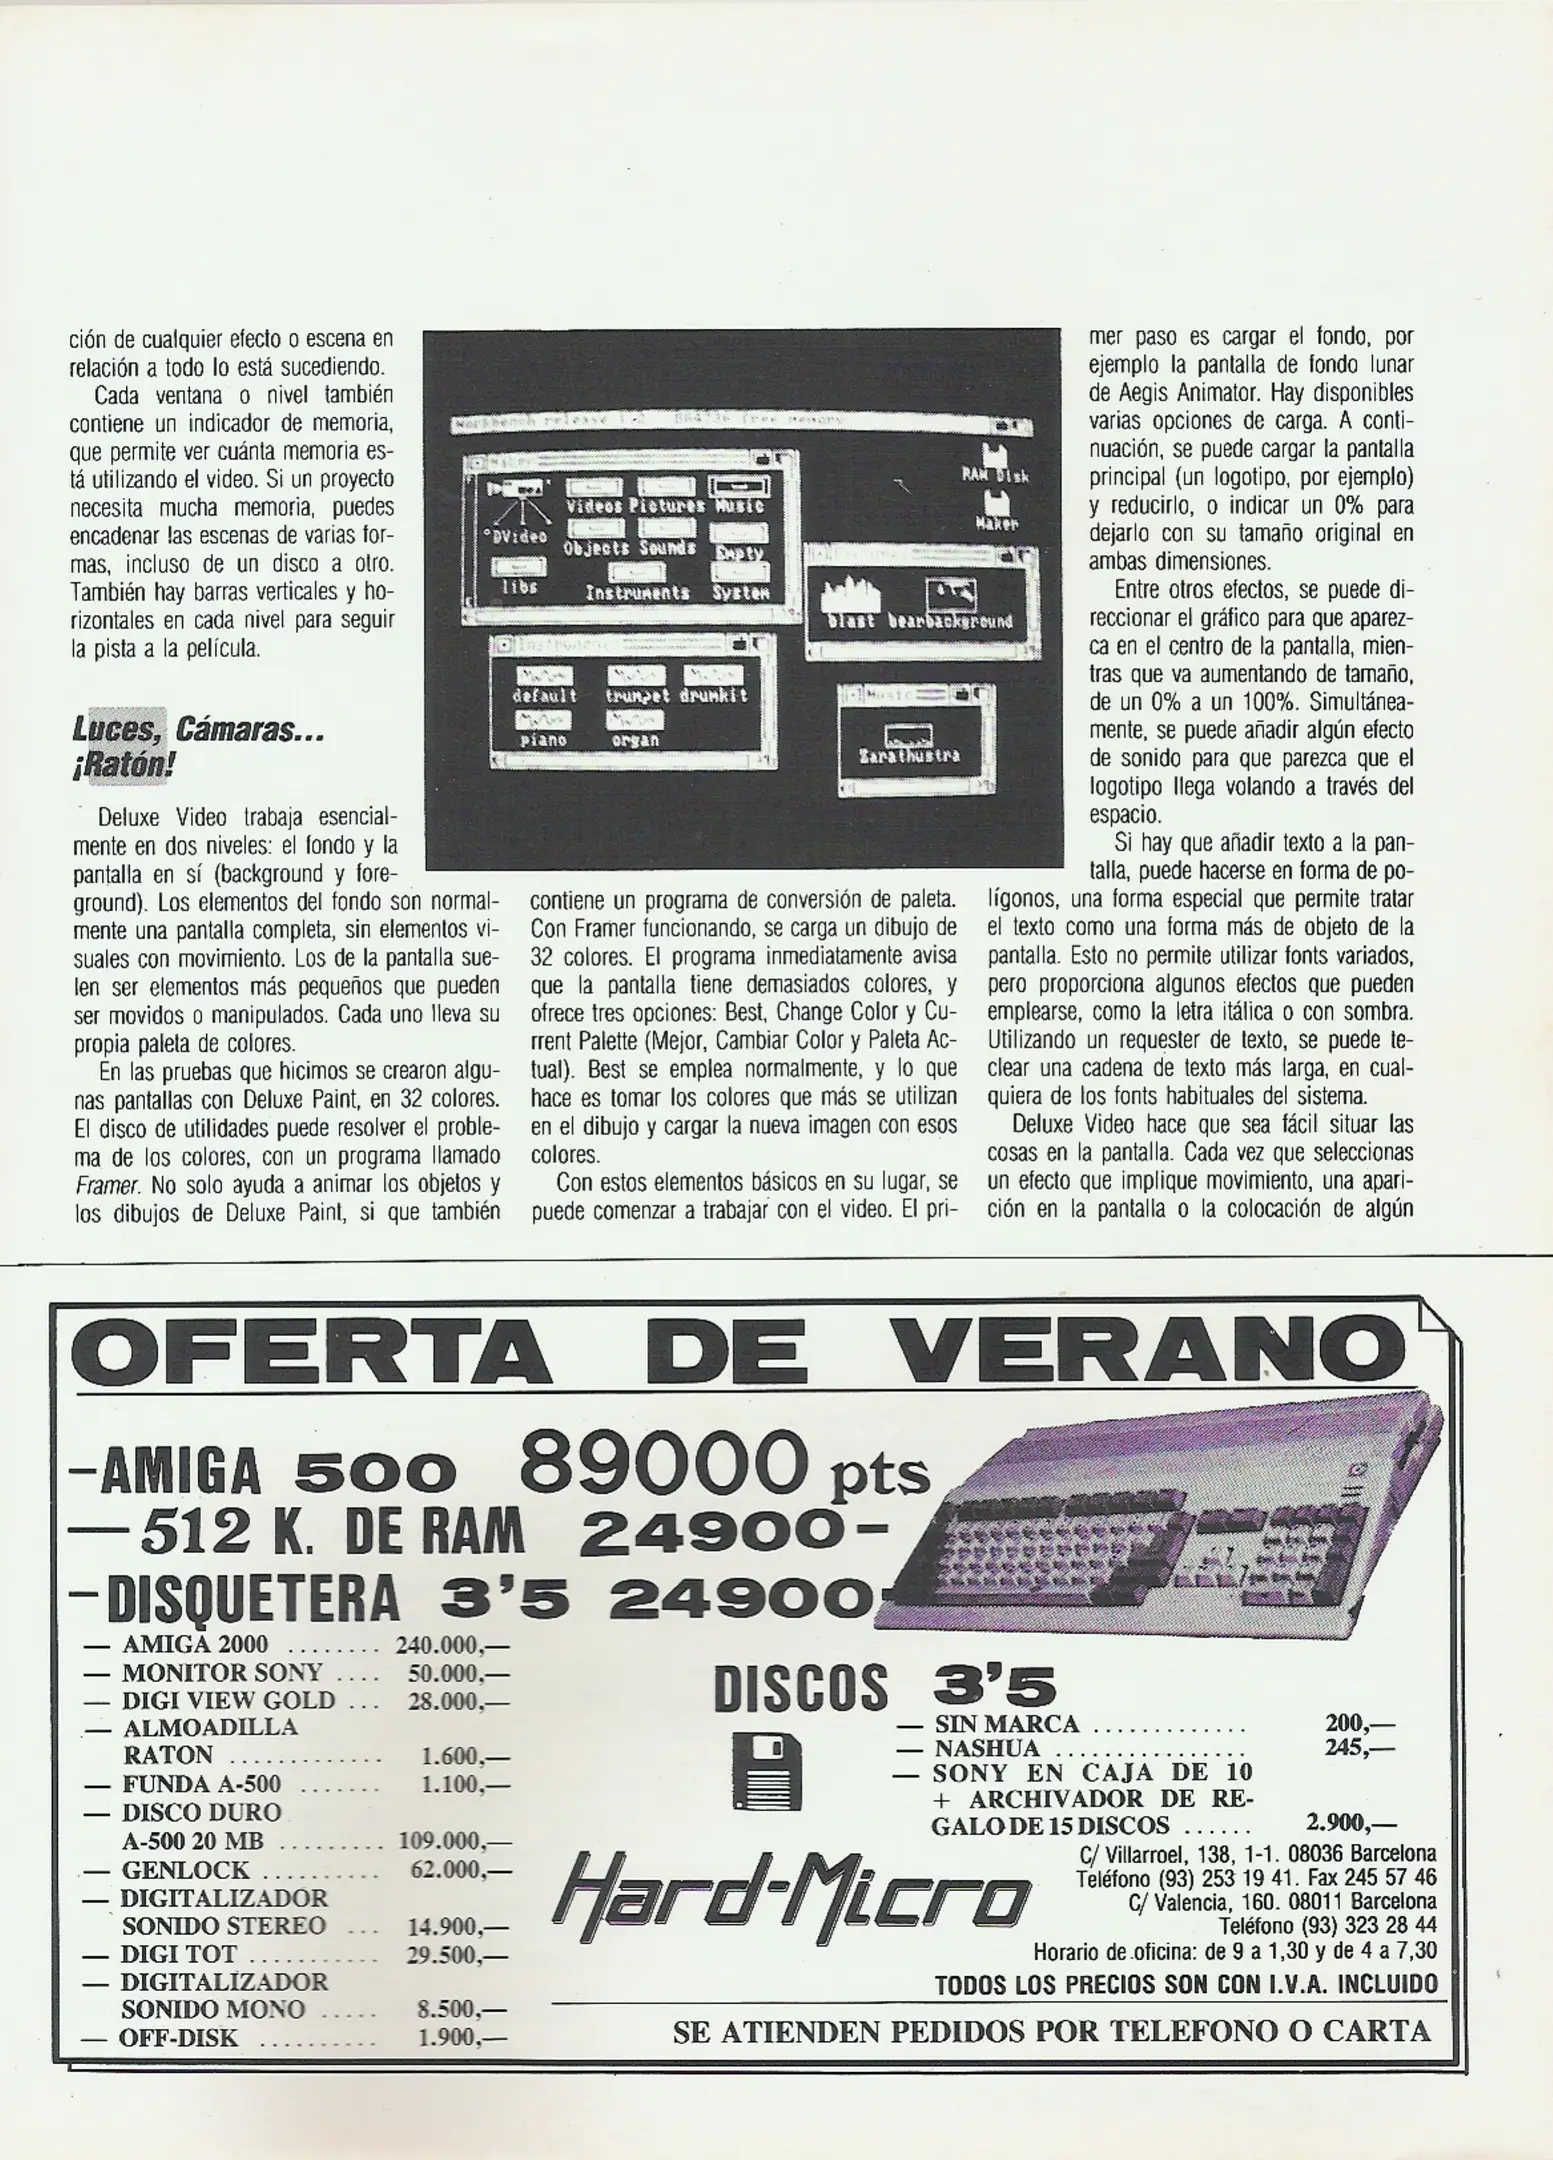 ción de cualquier efecto o escena en
relación a todo lo está sucediendo.
Cada ventana o nivel también
contiene un indicador de memoria,
que permite ver cuánta memoria es-
tá utilizando el video. Si un proyecto
necesita mucha memoria, puedes
encadenar las escenas de varias for-
mas, incluso de un disco a otro.
También hay barras verticales y ho-
rizontales en cada nivel para seguir
la pista a la película.
Luces, Cámaras...
¡Ratón!
Deluxe Video trabaja esencial-
mente en dos niveles: el fondo y la
pantalla en sí (background y fore-
ground). Los elementos del fondo son normal-
mente una pantalla completa, sin elementos vi-
suales con movimiento. Los de la pantalla sue-
len ser elementos más pequeños que pueden
ser movidos o manipulados. Cada uno lleva su
propia paleta de colores.
En las pruebas que hicimos se crearon algu-
nas pantallas con Deluxe Paint, en 32 colores.
El disco de utilidades puede resolver el proble-
ma de los colores, con un programa llamado
Framer. No solo ayuda a animar los objetos y
los dibujos de Deluxe Paint, si que también
Workbench release 1.2 free memory
RAM Disk
Maker
DVideo
Videos Pictures Music
Objects Sounds Empty
libs Instruments System
blast bearbackground
default trumpet drumkit
piano organ
Music
Zarathustra
contiene un programa de conversión de paleta.
Con Framer funcionando, se carga un dibujo de
32 colores. El programa inmediatamente avisa
que la pantalla tiene demasiados colores, y
ofrece tres opciones: Best, Change Color y Cu-
rrent Palette (Mejor, Cambiar Color y Paleta Ac-
tual). Best se emplea normalmente, y lo que
hace es tomar los colores que más se utilizan
en el dibujo y cargar la nueva imagen con esos
colores.
Con estos elementos básicos en su lugar, se
puede comenzar a trabajar con el video. El pri-
mer paso es cargar el fondo, por
ejemplo la pantalla de fondo lunar
de Aegis Animator. Hay disponibles
varias opciones de carga. A conti-
nuación, se puede cargar la pantalla
principal (un logotipo, por ejemplo)
y reducirlo, o indicar un 0% para
dejarlo con su tamaño original en
ambas dimensiones.
Entre otros efectos, se puede di-
reccionar el gráfico para que aparez-
ca en el centro de la pantalla, mien-
tras que va aumentando de tamaño,
de un 0% a un 100%. Simultánea-
mente, se puede añadir algún efecto
de sonido para que parezca que el
logotipo llega volando a través del
espacio.
Si hay que añadir texto a la pan-
talla, puede hacerse en forma de po-
lígonos, una forma especial que permite tratar
el texto como una forma más de objeto de la
pantalla. Esto no permite utilizar fonts variados,
pero proporciona algunos efectos que pueden
emplearse, como la letra itálica o con sombra.
Utilizando un requester de texto, se puede te-
clear una cadena de texto más larga, en cual-
quiera de los fonts habituales del sistema.
Deluxe Video hace que sea fácil situar las
cosas en la pantalla. Cada vez que seleccionas
un efecto que implique movimiento, una apari-
ción en la pantalla o la colocación de algún
OFERTA DE VERANO
-AMIGA 500 89000 pts
— 512 K. DE RAM 24900-
-DISQUETERA 3'5 24900-
— AMIGA 2000 ........ 240.000,—
— MONITOR SONY .... 50.000,—
— DIGI VIEW GOLD ... 28.000,—
— ALMOADILLA
RATON ............. 1.600,—
— FUNDA A-500 ....... 1.100,—
— DISCO DURO
A-500 20 MB ......... 109.000,—
— GENLOCK .......... 62.000,—
— DIGITALIZADOR
SONIDO STEREO ... 14.900,—
— DIGI TOT ........... 29.500,—
— DIGITALIZADOR
SONIDO MONO ..... 8.500,—
— OFF-DISK .......... 1.900,—
DISCOS 3'5
— SIN MARCA ............. 200,—
— NASHUA ................ 245,—
— SONY EN CAJA DE 10
+ ARCHIVADOR DE RE-
GALO DE 15 DISCOS ...... 2.900,—
Hard-Micro
C/ Villarroel, 138, 1-1. 08036 Barcelona
Teléfono (93) 253 19 41. Fax 245 57 46
C/ Valencia, 160. 08011 Barcelona
Teléfono (93) 323 28 44
Horario de oficina: de 9 a 1,30 y de 4 a 7,30
TODOS LOS PRECIOS SON CON I.V.A. INCLUIDO
SE ATIENDEN PEDIDOS POR TELEFONO O CARTA